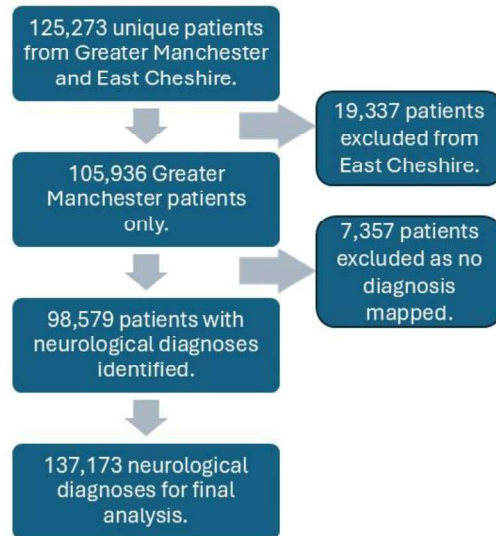 125,273 unique patients
from Greater Manchester
and East Cheshire.
19,337 patients
excluded from
East Cheshire.
105,936 Greater
Manchester patients
only.
7,357 patients
excluded as no
diagnosis
mapped.
98,579 patients with
neurological diagnoses
identified.
137,173 neurological
diagnoses for final
analysis.